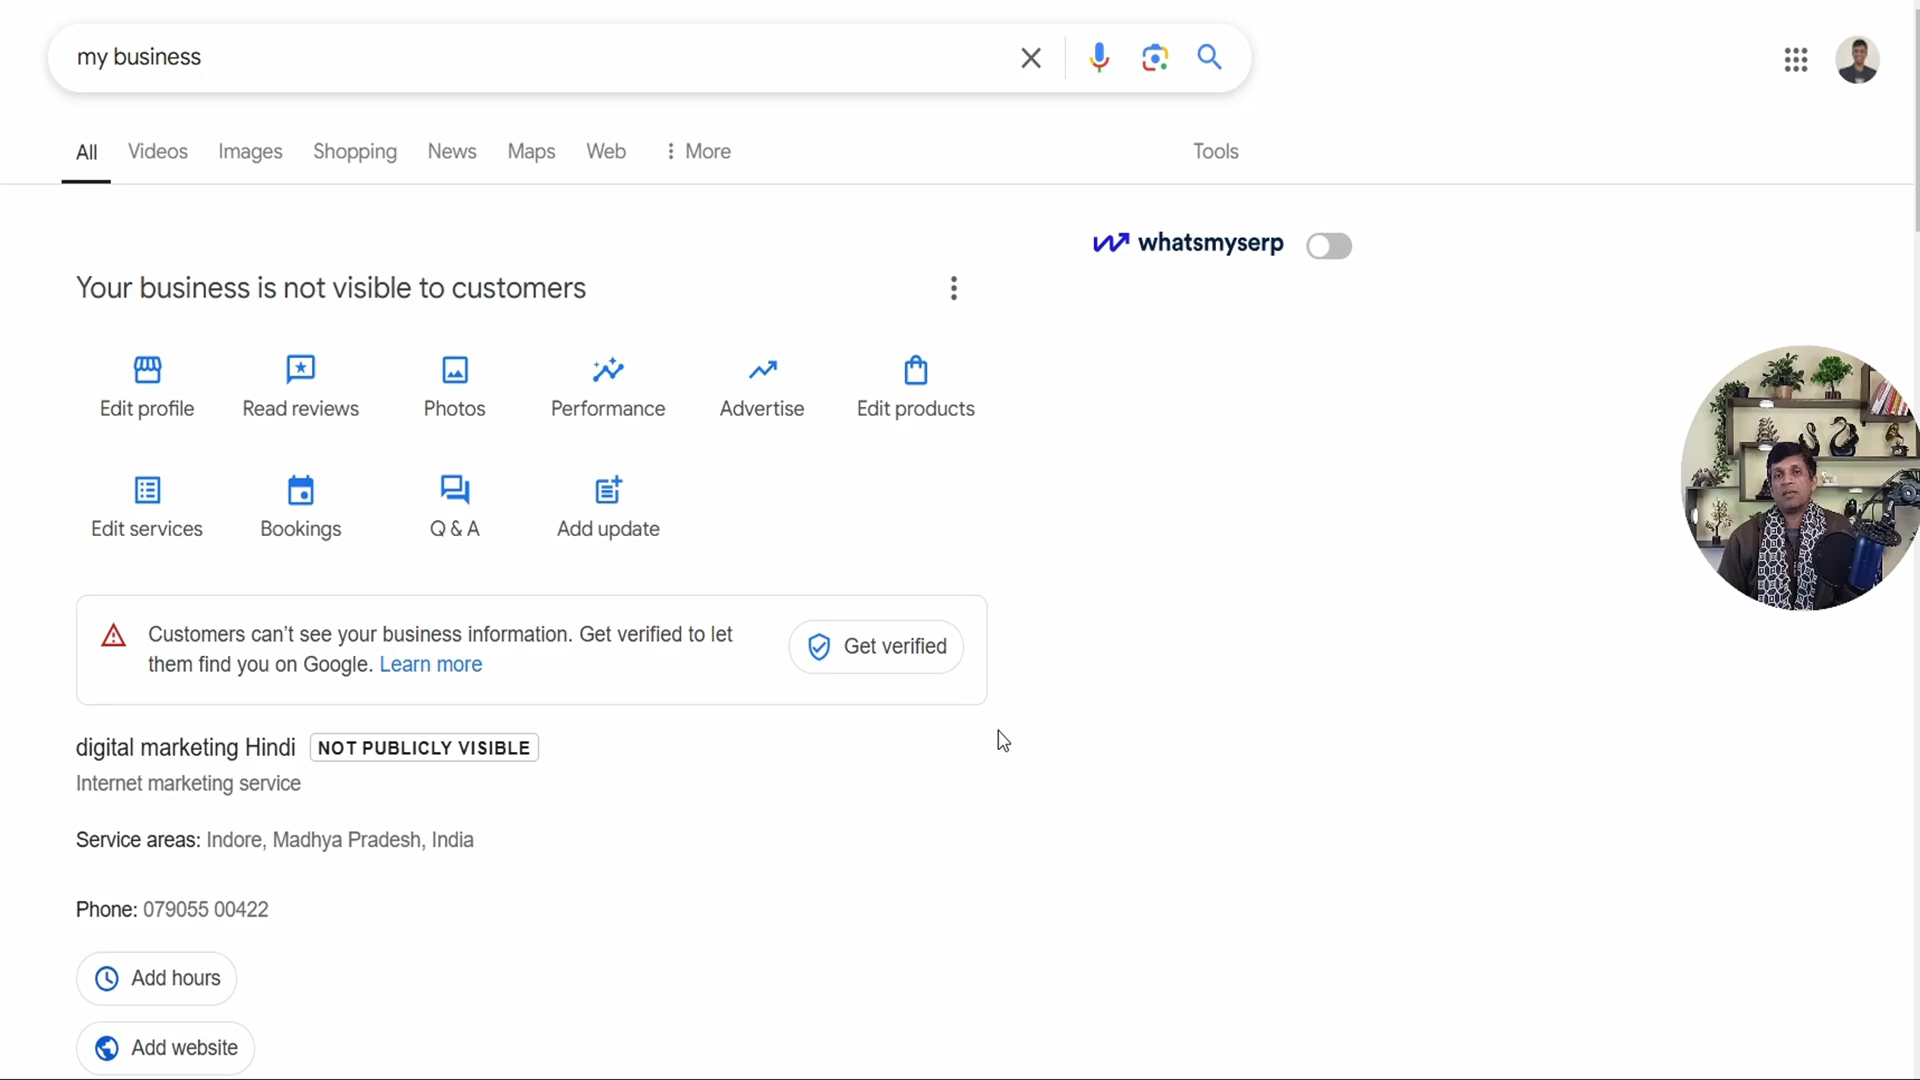 my business
All Videos Images Shopping News Maps Web More Tools
whatsmyserp
Your business is not visible to customers
Edit profile Read reviews Photos Performance Advertise Edit products
Edit services Bookings Q & A Add update
Customers can't see your business information. Get verified to let
them find you on Google. Learn more
Get verified
digital marketing Hindi NOT PUBLICLY VISIBLE
Internet marketing service
Service areas: Indore, Madhya Pradesh, India
Phone: 079055 00422
Add hours
Add website